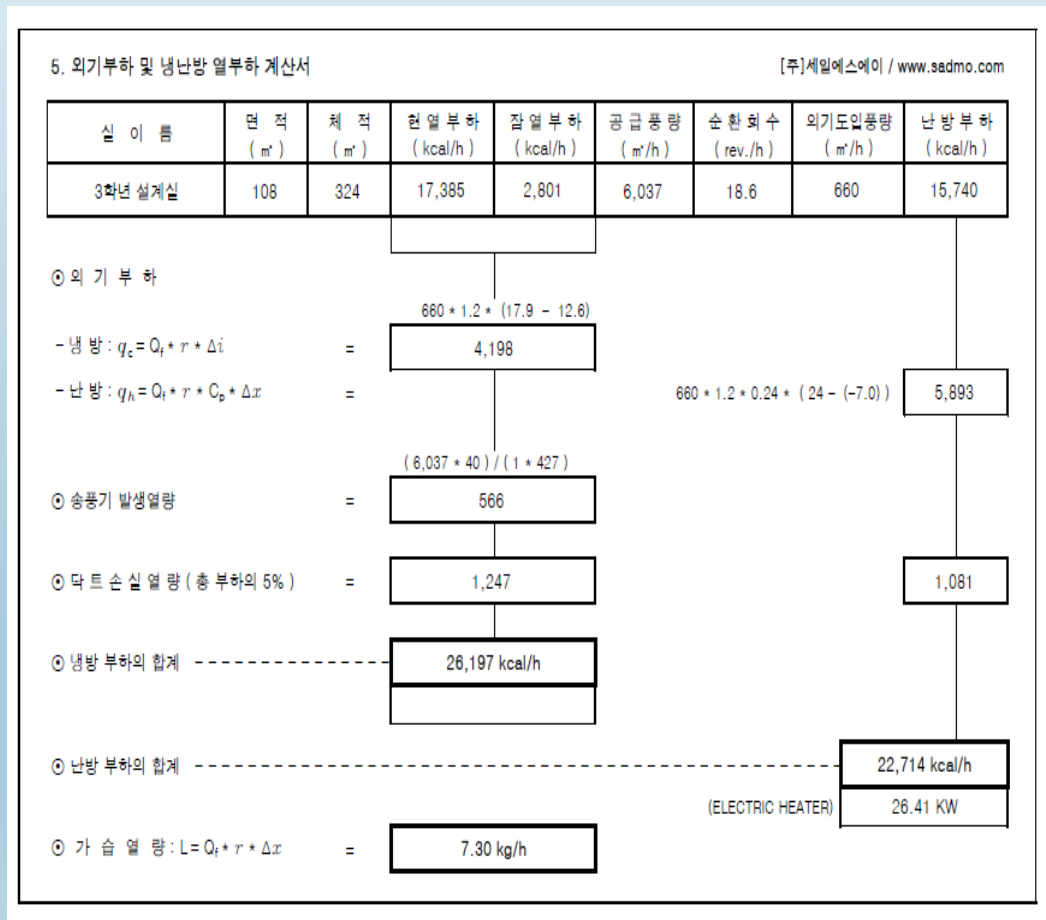 5. 외기부하 및 냉난방 열부하 계산서 [주]세일에스에이 / www.sadmo.com
실 이 름 면 적 (㎡) 체 적 (㎥) 현 열 부 하 (kcal/h) 잠 열 부 하 (kcal/h) 공 급 풍 량 (㎥/h) 순 환 회 수 (rev./h) 외기도입풍량 (㎥/h) 난 방 부 하 (kcal/h)
3학년 설계실 108 324 17,385 2,801 6,037 18.6 660 15,740
⊙ 외 기 부 하
660 * 1.2 * (17.9 - 12.6)
- 냉 방 : qc = Qf * r * Δi = 4,198
- 난 방 : qh = Qf * r * Cp * Δx = 660 * 1.2 * 0.24 * ( 24 - (-7.0) ) 5,893
( 6,037 * 40 ) / ( 1 * 427 )
⊙ 송풍기 발생열량 = 566
⊙ 닥 트 손 실 열 량 ( 총 부하의 5% ) = 1,247 1,081
⊙ 냉방 부하의 합계 ---------------- 26,197 kcal/h
⊙ 난방 부하의 합계 ---------------- 22,714 kcal/h
(ELECTRIC HEATER) 26.41 KW
⊙ 가 습 열 량 : L = Qf * r * Δx = 7.30 kg/h